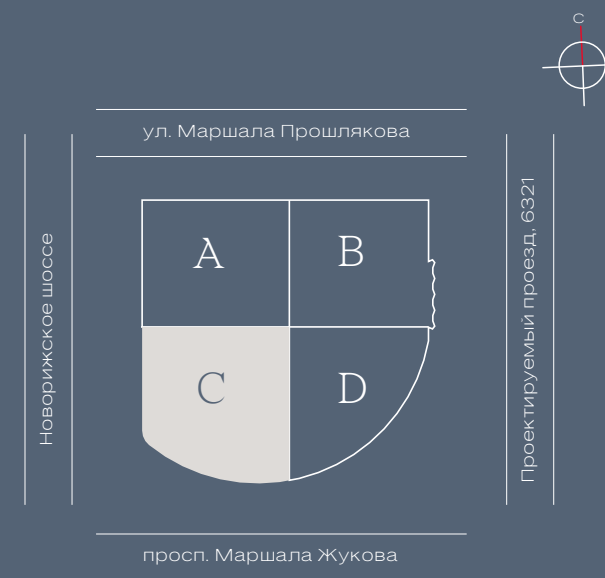 С
ул. Маршала Прошлякова
Новорижское шоссе
A
B
Проектируемый проезд, 6321
C
D
просп. Маршала Жукова